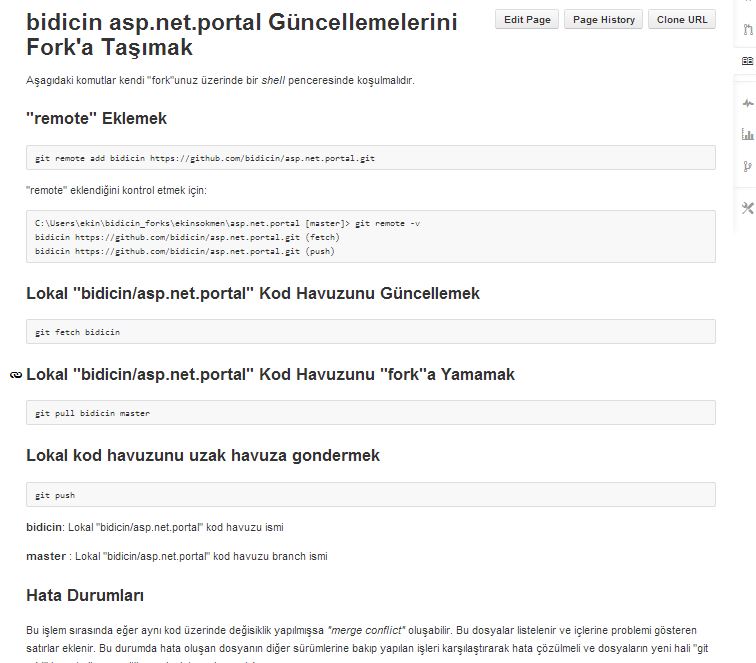 bidicin asp.net.portal Güncellemelerini
Fork'a Taşımak
Edit Page
Page History
Clone URL
Aşagıdaki komutlar kendi "fork"unuz üzerinde bir shell penceresinde koşulmalıdır.
"remote" Eklemek
git remote add bidicin https://github.com/bidicin/asp.net.portal.git
"remote" eklendiğini kontrol etmek için:
C:\Users\ekin\bidicin_forks\ekinsokmen\asp.net.portal [master]> git remote -v
bidicin https://github.com/bidicin/asp.net.portal.git (fetch)
bidicin https://github.com/bidicin/asp.net.portal.git (push)
Lokal "bidicin/asp.net.portal" Kod Havuzunu Güncellemek
git fetch bidicin
Lokal "bidicin/asp.net.portal" Kod Havuzunu "fork"a Yamamak
git pull bidicin master
Lokal kod havuzunu uzak havuza gondermek
git push
bidicin: Lokal "bidicin/asp.net.portal" kod havuzu ismi
master : Lokal "bidicin/asp.net.portal" kod havuzu branch ismi
Hata Durumları
Bu işlem sırasında eğer aynı kod üzerinde değisiklik yapılmışsa "merge conflict" oluşabilir. Bu dosyalar listelenir ve içlerine problemi gösteren
satırlar eklenir. Bu durumda hata oluşan dosyanın diğer sürümlerine bakıp yapılan işleri karşılaştırarak hata çözülmeli ve dosyaların yeni hali "git